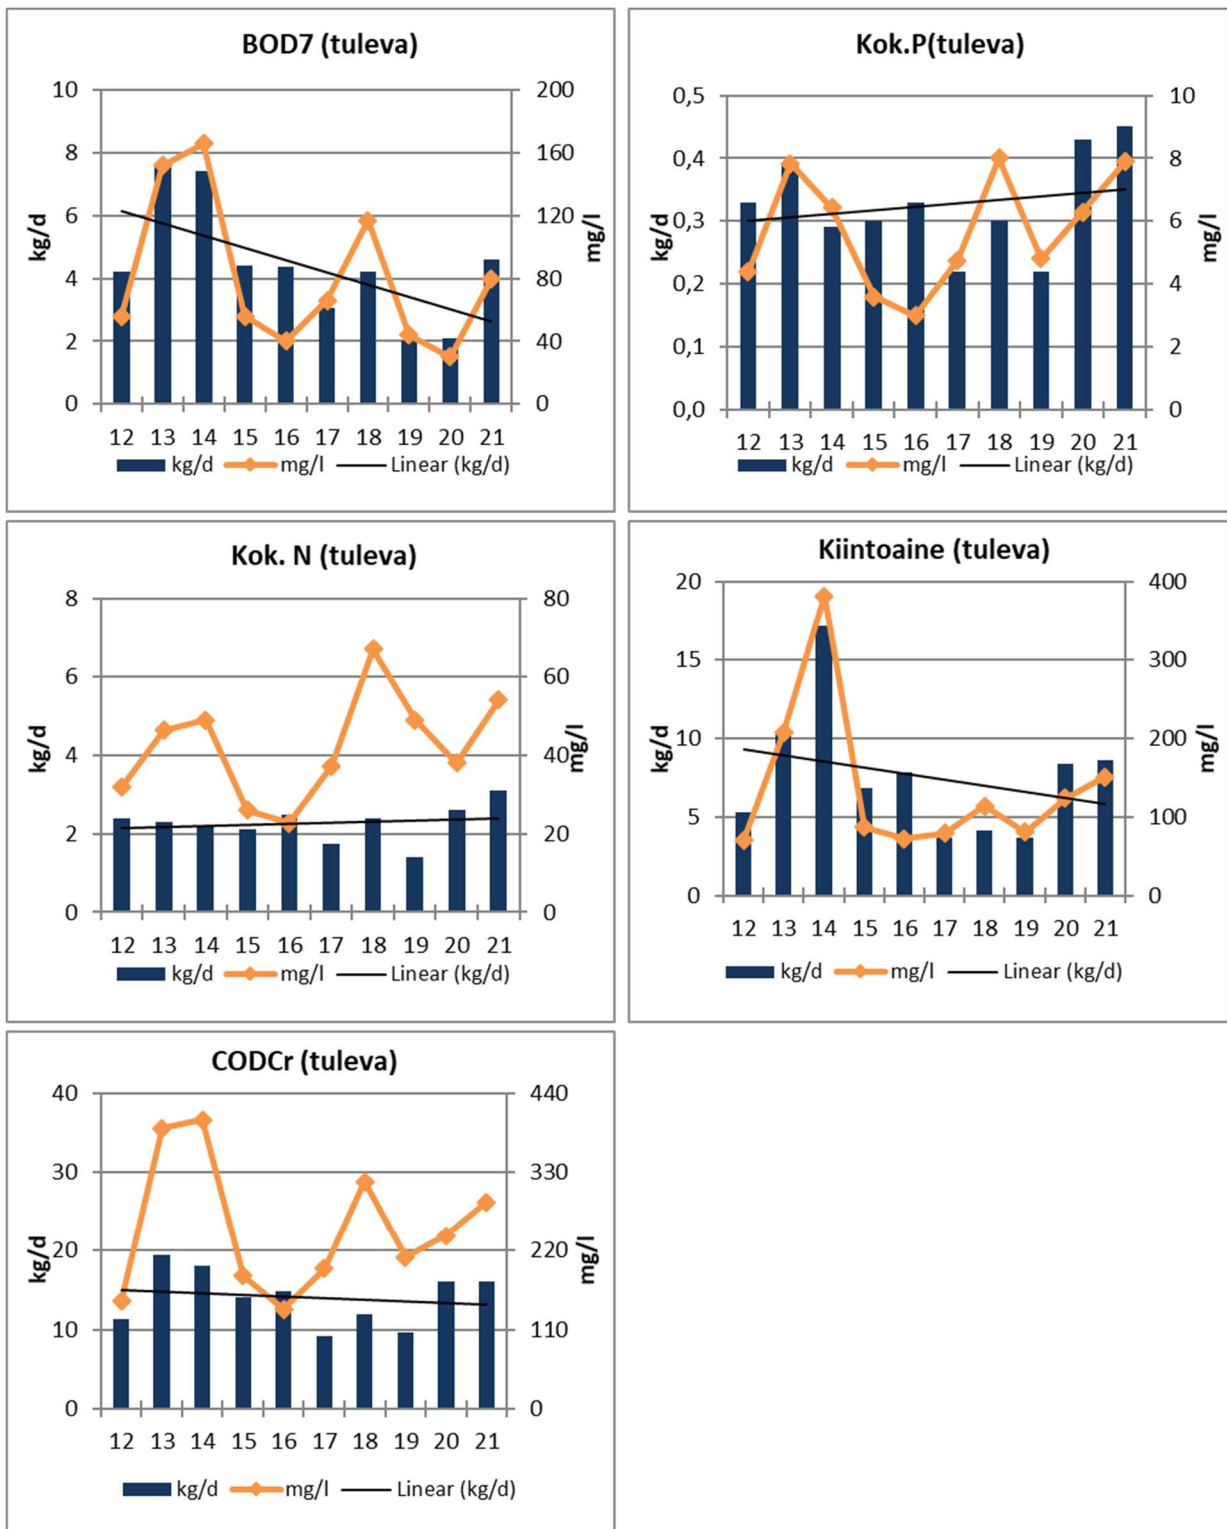 BOD7 (tuleva)
10 200
8 160
6 120
4 80
2 40
0 0
kg/d
mg/l
12 13 14 15 16 17 18 19 20 21
kg/d mg/l Linear (kg/d)
Kok.P(tuleva)
0,5 10
0,4 8
0,3 6
0,2 4
0,1 2
0,0 0
kg/d
mg/l
12 13 14 15 16 17 18 19 20 21
kg/d mg/l Linear (kg/d)
Kok. N (tuleva)
8 80
6 60
4 40
2 20
0 0
kg/d
mg/l
12 13 14 15 16 17 18 19 20 21
kg/d mg/l Linear (kg/d)
Kiintoaine (tuleva)
20 400
15 300
10 200
5 100
0 0
kg/d
mg/l
12 13 14 15 16 17 18 19 20 21
kg/d mg/l Linear (kg/d)
CODCr (tuleva)
40 440
30 330
20 220
10 110
0 0
kg/d
mg/l
12 13 14 15 16 17 18 19 20 21
kg/d mg/l Linear (kg/d)